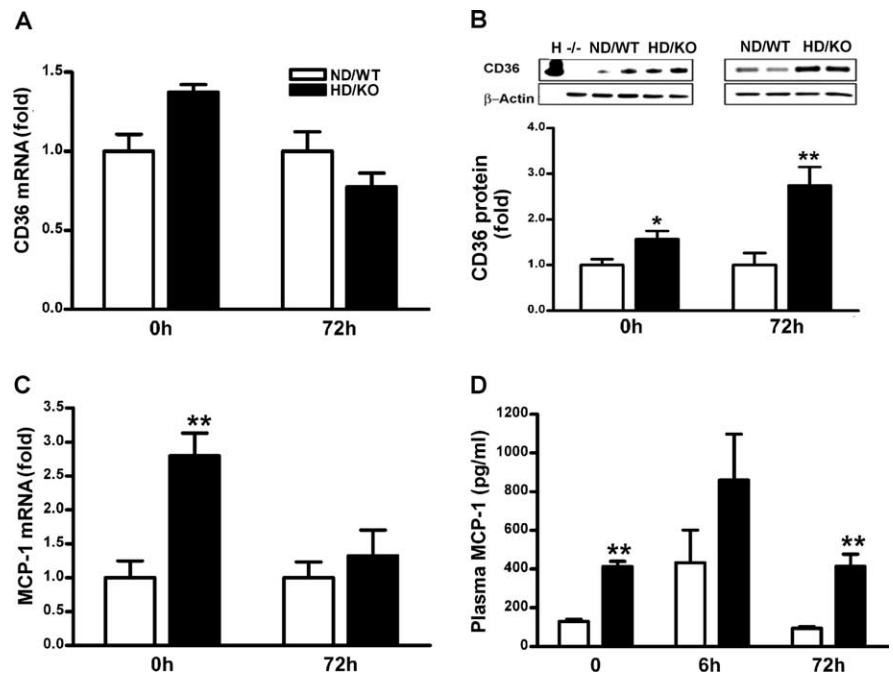 A
CD36 mRNA (fold)
1.5
1.0
0.5
0.0
ND/WT
HD/KO
0h 72h
B
H -/- ND/WT HD/KO ND/WT HD/KO
CD36
β-Actin
CD36 protein
(fold)
4.0
3.0
2.0
1.0
0.0
*
**
0h 72h
C
MCP-1 mRNA (fold)
3.5
3.0
2.5
2.0
1.5
1.0
0.5
0.0
**
0h 72h
D
Plasma MCP-1 (pg/ml)
1200
1000
800
600
400
200
0
**
**
0 6h 72h